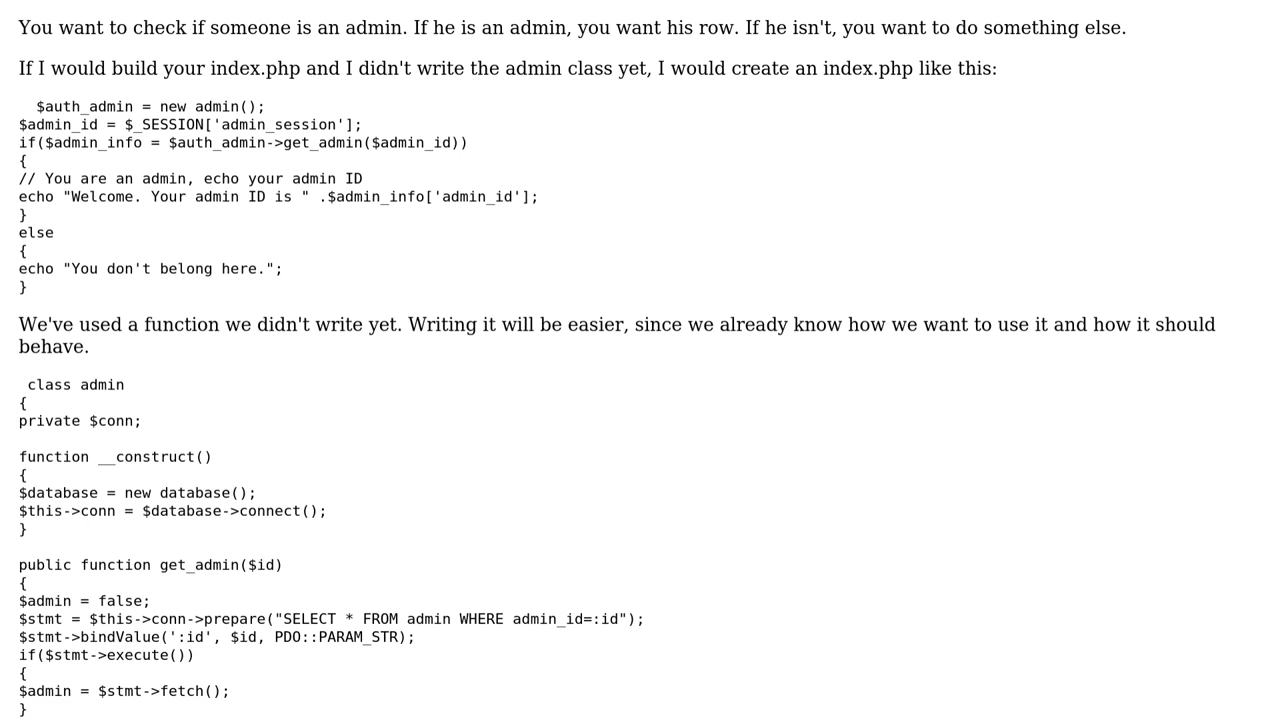 You want to check if someone is an admin. If he is an admin, you want his row. If he isn't, you want to do something else.
If I would build your index.php and I didn't write the admin class yet, I would create an index.php like this:
$auth_admin = new admin();
$admin_id = $_SESSION['admin_session'];
if($admin_info = $auth_admin->get_admin($admin_id))
{
// You are an admin, echo your admin ID
echo "Welcome. Your admin ID is " .$admin_info['admin_id'];
}
else
{
echo "You don't belong here.";
}
We've used a function we didn't write yet. Writing it will be easier, since we already know how we want to use it and how it should
behave.
class admin
{
private $conn;
function __construct()
{
$database = new database();
$this->conn = $database->connect();
}
public function get_admin($id)
{
$admin = false;
$stmt = $this->conn->prepare("SELECT * FROM admin WHERE admin_id=:id");
$stmt->bindValue(':id', $id, PDO::PARAM_STR);
if($stmt->execute())
{
$admin = $stmt->fetch();
}